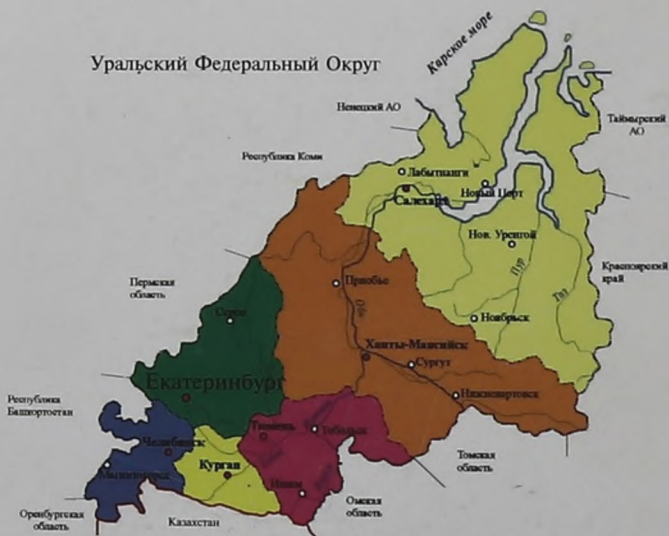 Уральский Федеральный Округ
Карское море
Ненецкий АО
Таймырский
АО
Республика Коми
Лабытнанги
Новый Порт
Салехард
Нов. Уренгой
Красноярский
край
Пур
Таз
Пермская
область
Приобье
Обь
Ноябрьск
Серов
Ханты-Мансийск
Сургут
Екатеринбург
Нижневартовск
Республика
Башкортостан
Челябинск
Тюмень
Тобольск
Курган
Томская
область
Ишим
Омская
область
Оренбургская
область
Казахстан